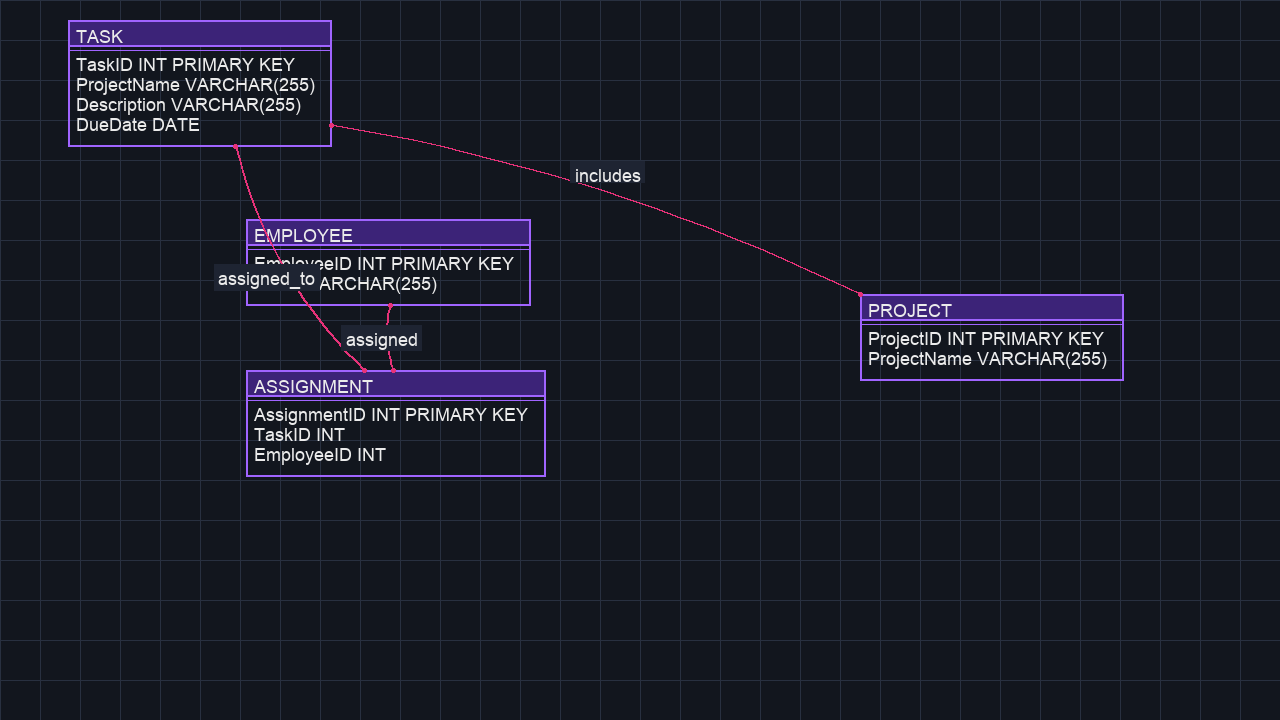 TASK
TaskID INT PRIMARY KEY
ProjectName VARCHAR(255)
Description VARCHAR(255)
DueDate DATE
includes
EMPLOYEE
EmployeeID INT PRIMARY KEY
VARCHAR(255)
assigned_to
assigned
PROJECT
ProjectID INT PRIMARY KEY
ProjectName VARCHAR(255)
ASSIGNMENT
AssignmentID INT PRIMARY KEY
TaskID INT
EmployeeID INT